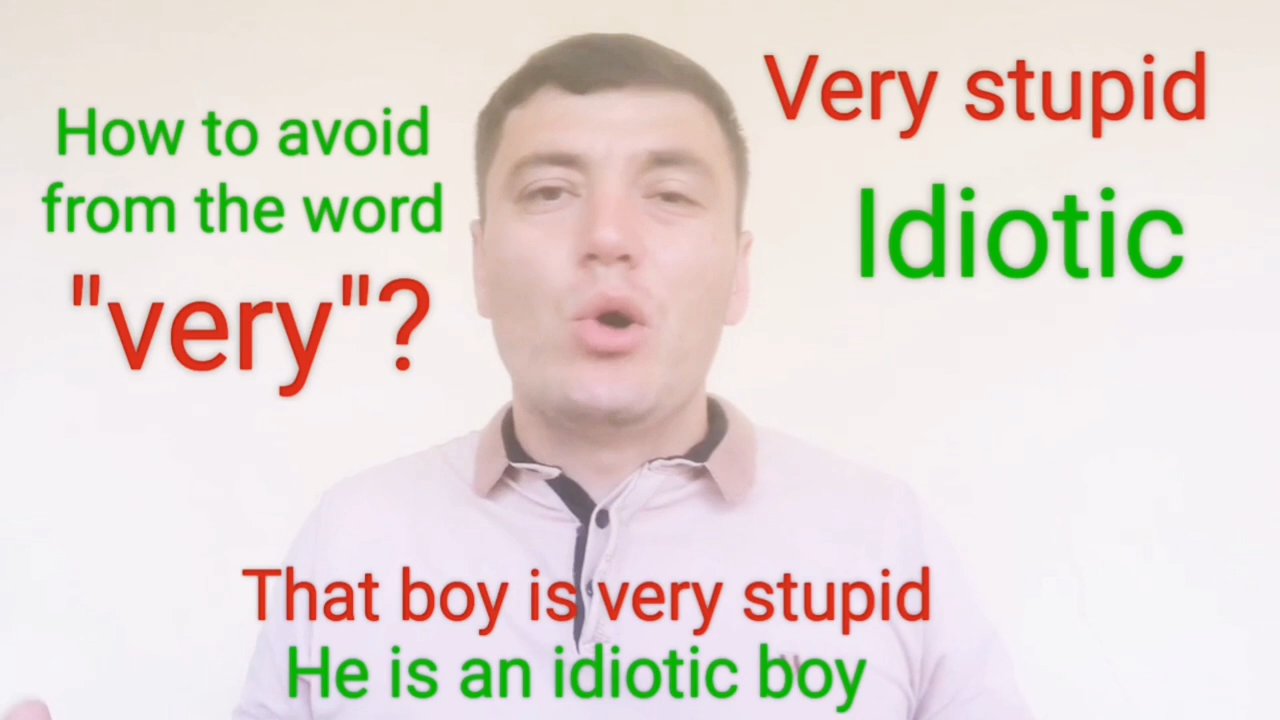 How to avoid
from the word
"very"?
Very stupid
Idiotic
That boy is very stupid
He is an idiotic boy